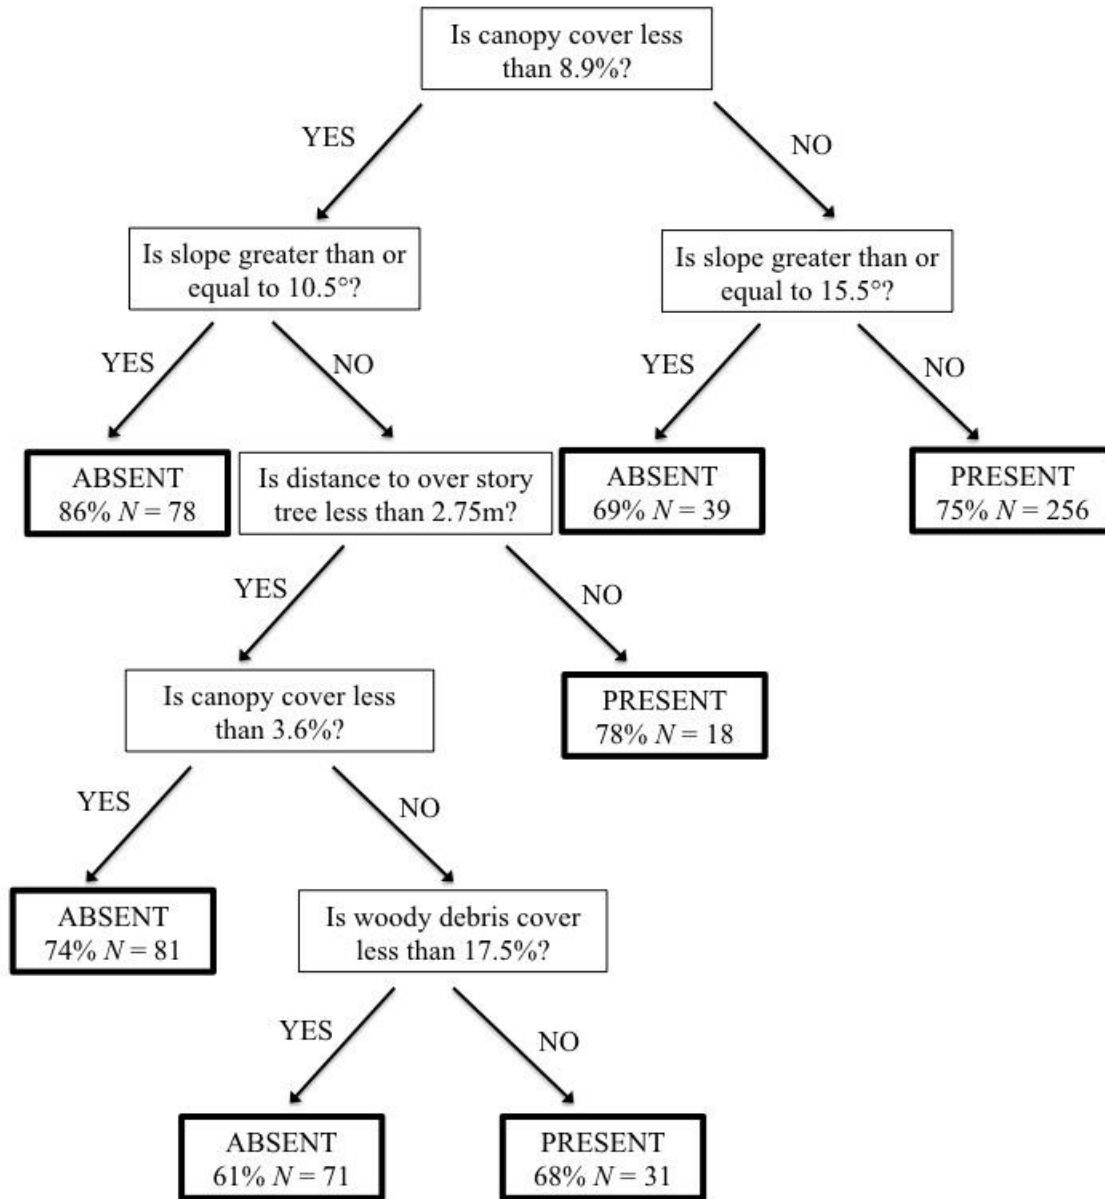 Is canopy cover less
than 8.9%?
YES
NO
Is slope greater than or
equal to 10.5°?
Is slope greater than or
equal to 15.5°?
YES
NO
YES
NO
ABSENT
86% N = 78
Is distance to over story
tree less than 2.75m?
ABSENT
69% N = 39
PRESENT
75% N = 256
YES
NO
Is canopy cover less
than 3.6%?
PRESENT
78% N = 18
YES
NO
ABSENT
74% N = 81
Is woody debris cover
less than 17.5%?
YES
NO
ABSENT
61% N = 71
PRESENT
68% N = 31